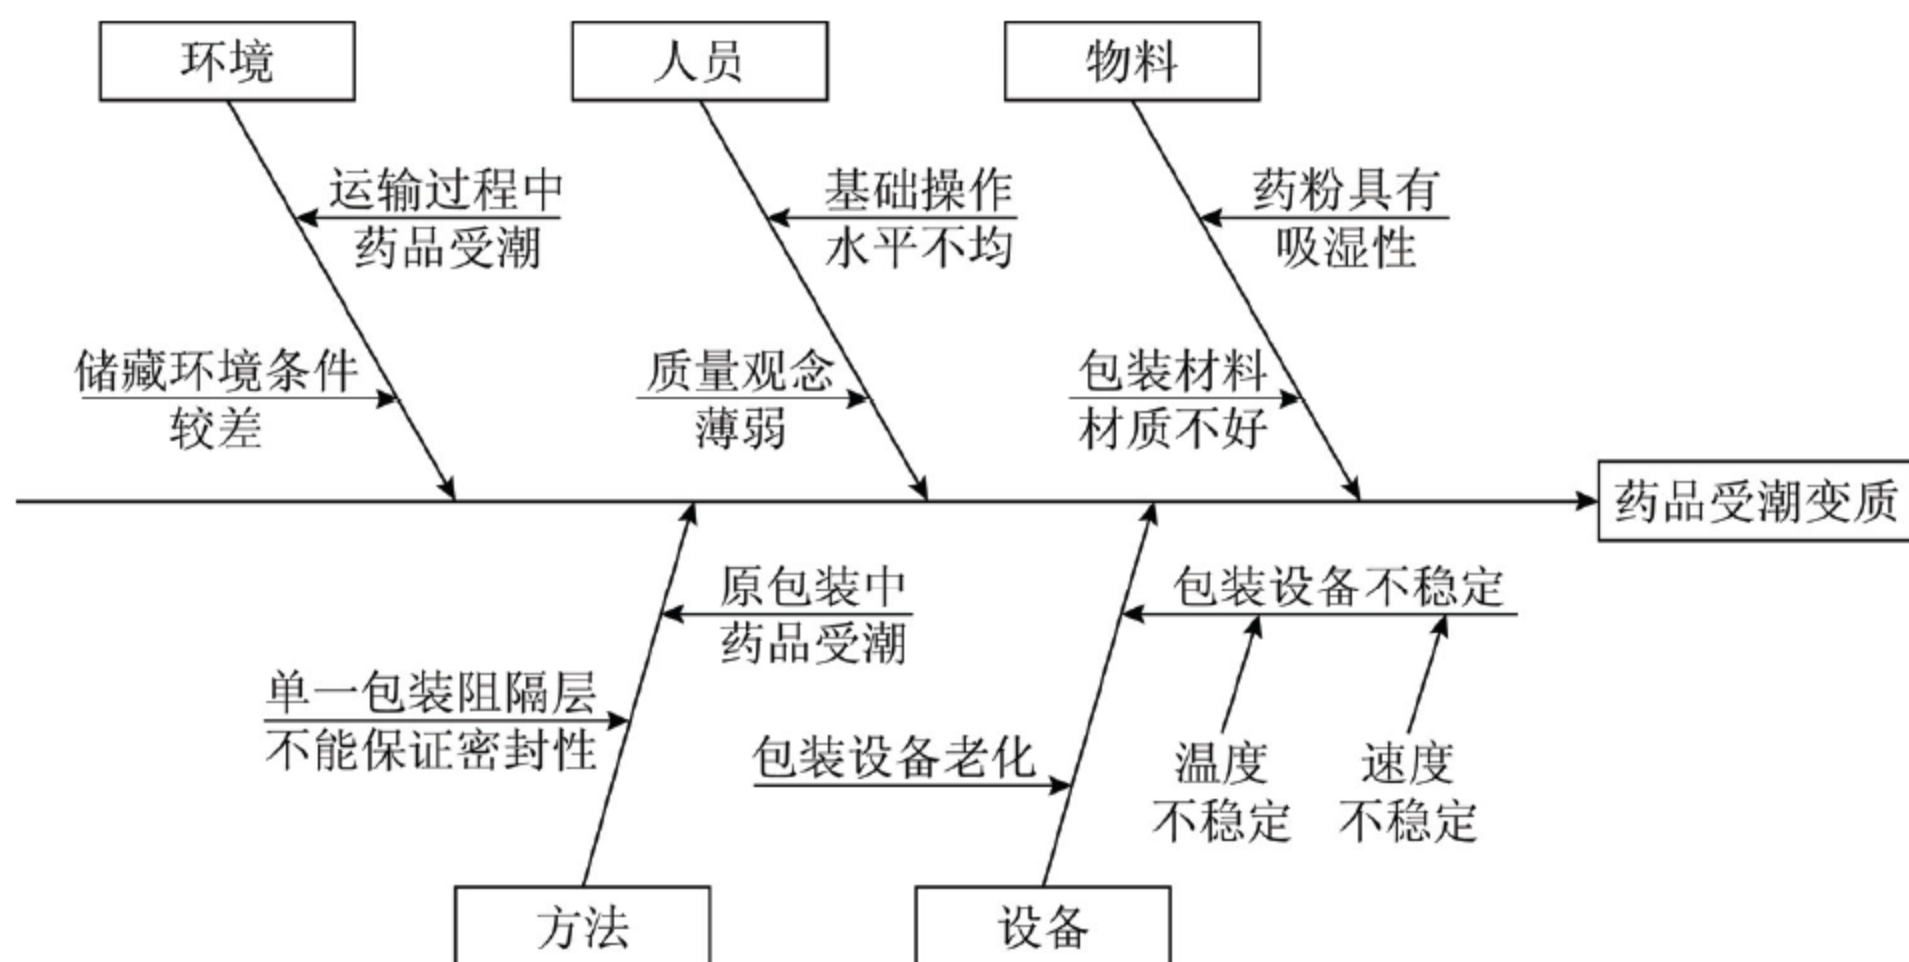 环境
人员
物料
运输过程中
药品受潮
基础操作
水平不均
药粉具有
吸湿性
储藏环境条件
较差
质量观念
薄弱
包装材料
材质不好
药品受潮变质
原包装中
药品受潮
包装设备不稳定
单一包装阻隔层
不能保证密封性
包装设备老化
温度
不稳定
速度
不稳定
方法
设备